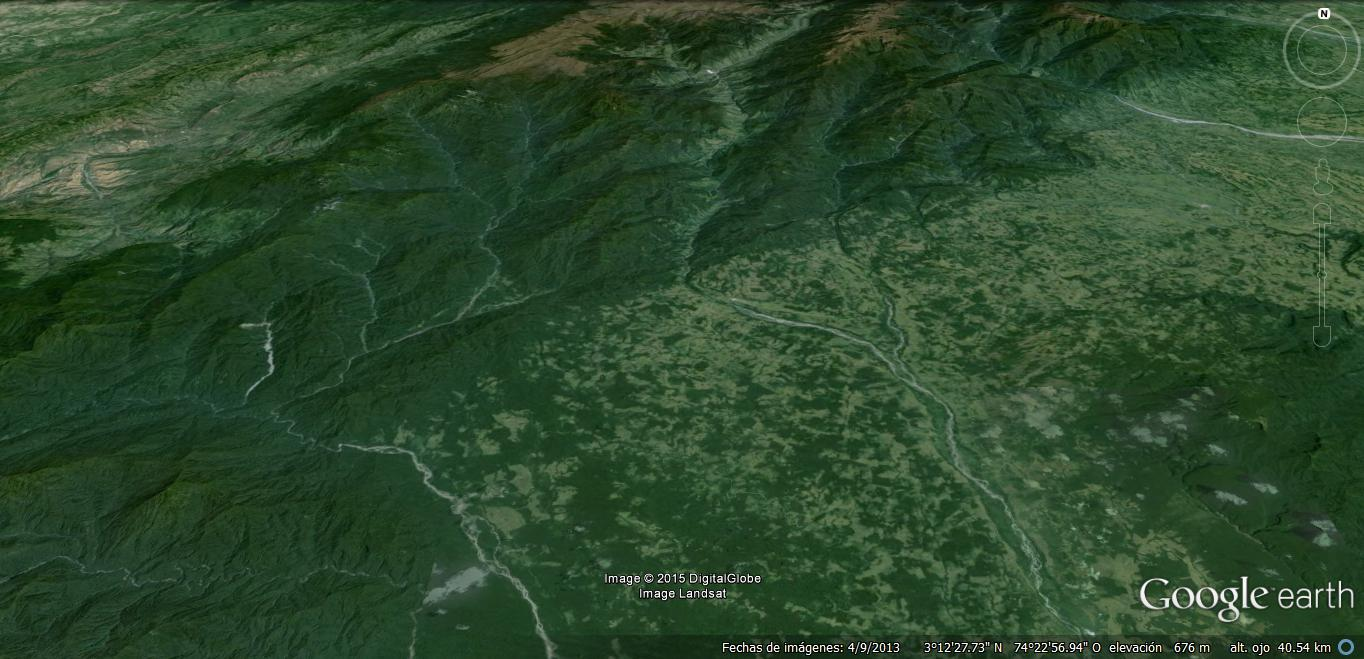 N
Image © 2015 DigitalGlobe
Image Landsat
Google earth
Fechas de imágenes: 4/9/2013 3°12'27.73" N 74°22'56.94" O elevación 676 m alt. ojo 40.54 km